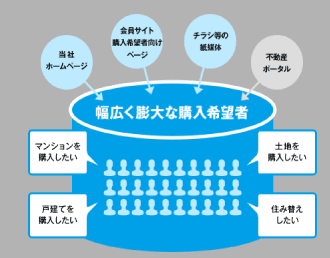 当社
ホームページ
会員サイト
購入希望者向け
ページ
チラシ等の
紙媒体
不動産
ポータル
幅広く膨大な購入希望者
マンションを
購入したい
土地を
購入したい
戸建てを
購入したい
住み替え
したい